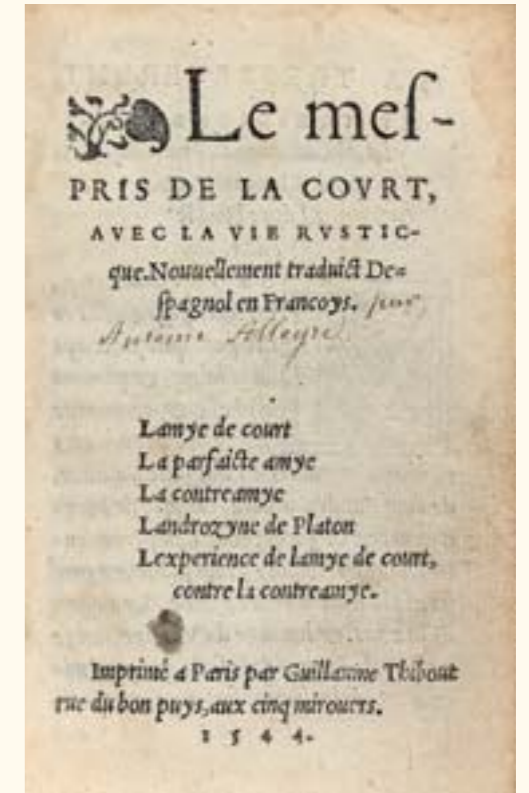 Le meſ-
PRIS DE LA COVRT,
AVEC LA VIE RVSTIC-
que.Nouuellement traduict De-
ſpagnol en Francoys. par
Antoine Allegre.
Lamye de court
La parfaicte amye
La contreamye
Landrozyne de Platon
Lexperience de lamye de court,
contre la contreamye.
Imprimé a Paris par Guillaume Thibout
rue du bon puys,aux cinq mirouers.
1 5 4 4.